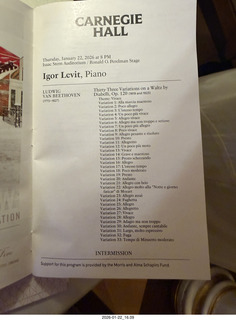 CARNEGIE
HALL
Thursday, January 22, 2026 at 8 PM
Isaac Stern Auditorium / Ronald O. Perelman Stage
Igor Levit, Piano
LUDWIG
VAN BEETHOVEN
(1770–1827)
Thirty-Three Variations on a Waltz by
Diabelli, Op. 120
Theme. Vivace
Variation 1. Alla marcia maestoso
Variation 2. Poco allegro
Variation 3. L'istesso tempo
Variation 4. Un poco più vivace
Variation 5. Allegro vivace
Variation 6. Allegro ma non troppo e serioso
Variation 7. Un poco più allegro
Variation 8. Poco vivace
Variation 9. Allegro pesante e risoluto
Variation 10. Presto
Variation 11. Allegretto
Variation 12. Un poco più moto
Variation 13. Vivace
Variation 14. Grave e maestoso
Variation 15. Presto scherzando
Variation 16. Allegro
Variation 17. Allegro
Variation 18. Poco moderato
Variation 19. Presto
Variation 20. Andante
Variation 21. Allegro con brio
Variation 22. Allegro molto alla "Notte e giorno
faticar" di Mozart
Variation 23. Allegro assai
Variation 24. Fughetta
Variation 25. Allegro
Variation 26.
Variation 27. Vivace
Variation 28. Allegro
Variation 29. Adagio ma non troppo
Variation 30. Andante, sempre cantabile
Variation 31. Largo, molto espressivo
Variation 32. Fuga
Variation 33. Tempo di Menuetto moderato
INTERMISSION
Support for this program is provided by the Morris and Alma Schapiro Fund.
ATION
2026-01-22_15.09